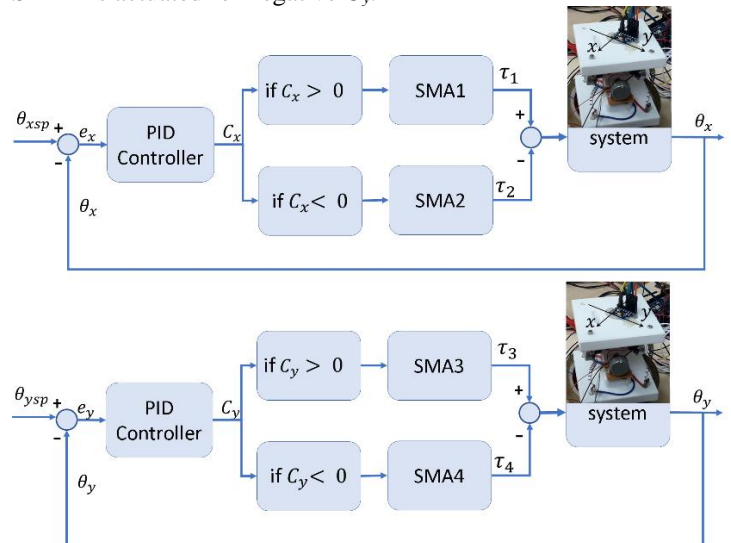 θxsp + ex PID Controller Cx if Cx > 0 SMA1 τ1
+
-
- if Cx < 0 SMA2 τ2
x y
system θx
θx
θysp + ey PID Controller Cy if Cy > 0 SMA3 τ3
+
-
- if Cy < 0 SMA4 τ4
x y
system θy
θy